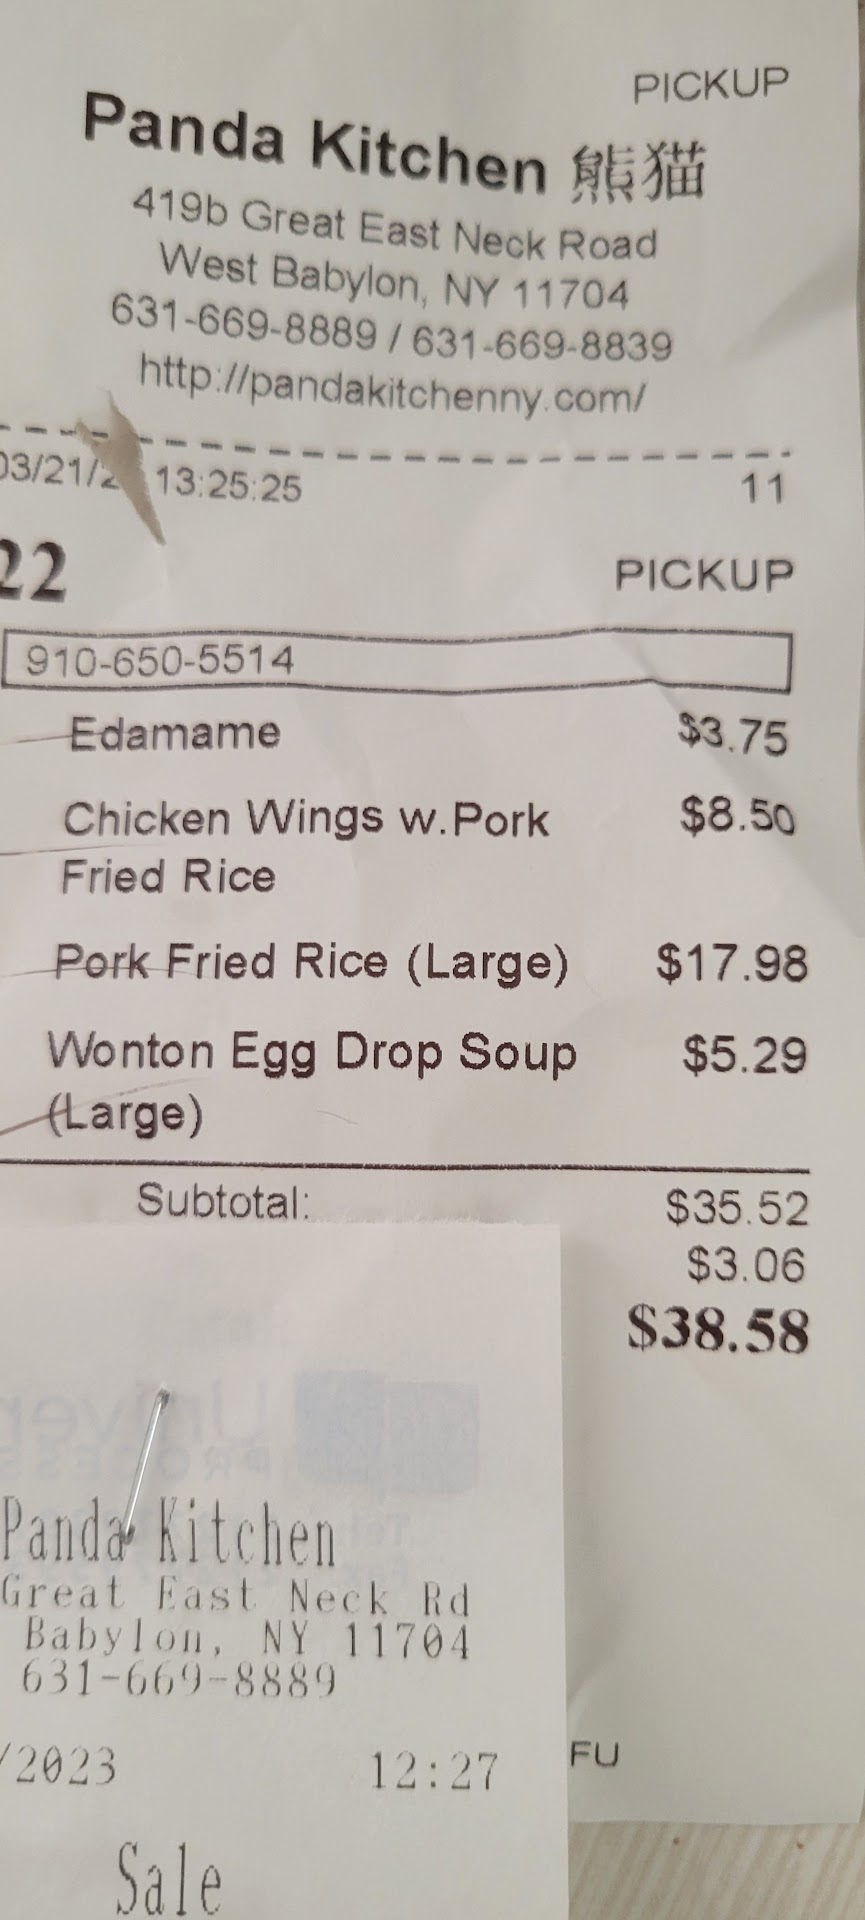 PICKUP
Panda Kitchen 熊猫
419b Great East Neck Road
West Babylon, NY 11704
631-669-8889 / 631-669-8839
http://pandakitchenny.com/
03/21/2 13:25:25 11
22 PICKUP
910-650-5514
Edamame $3.75
Chicken Wings w.Pork $8.50
Fried Rice
Pork Fried Rice (Large) $17.98
Wonton Egg Drop Soup $5.29
(Large)
Subtotal: $35.52
$3.06
$38.58
Panda Kitchen
Great East Neck Rd
Babylon, NY 11704
631-669-8889
/2023 12:27
FU
Sale